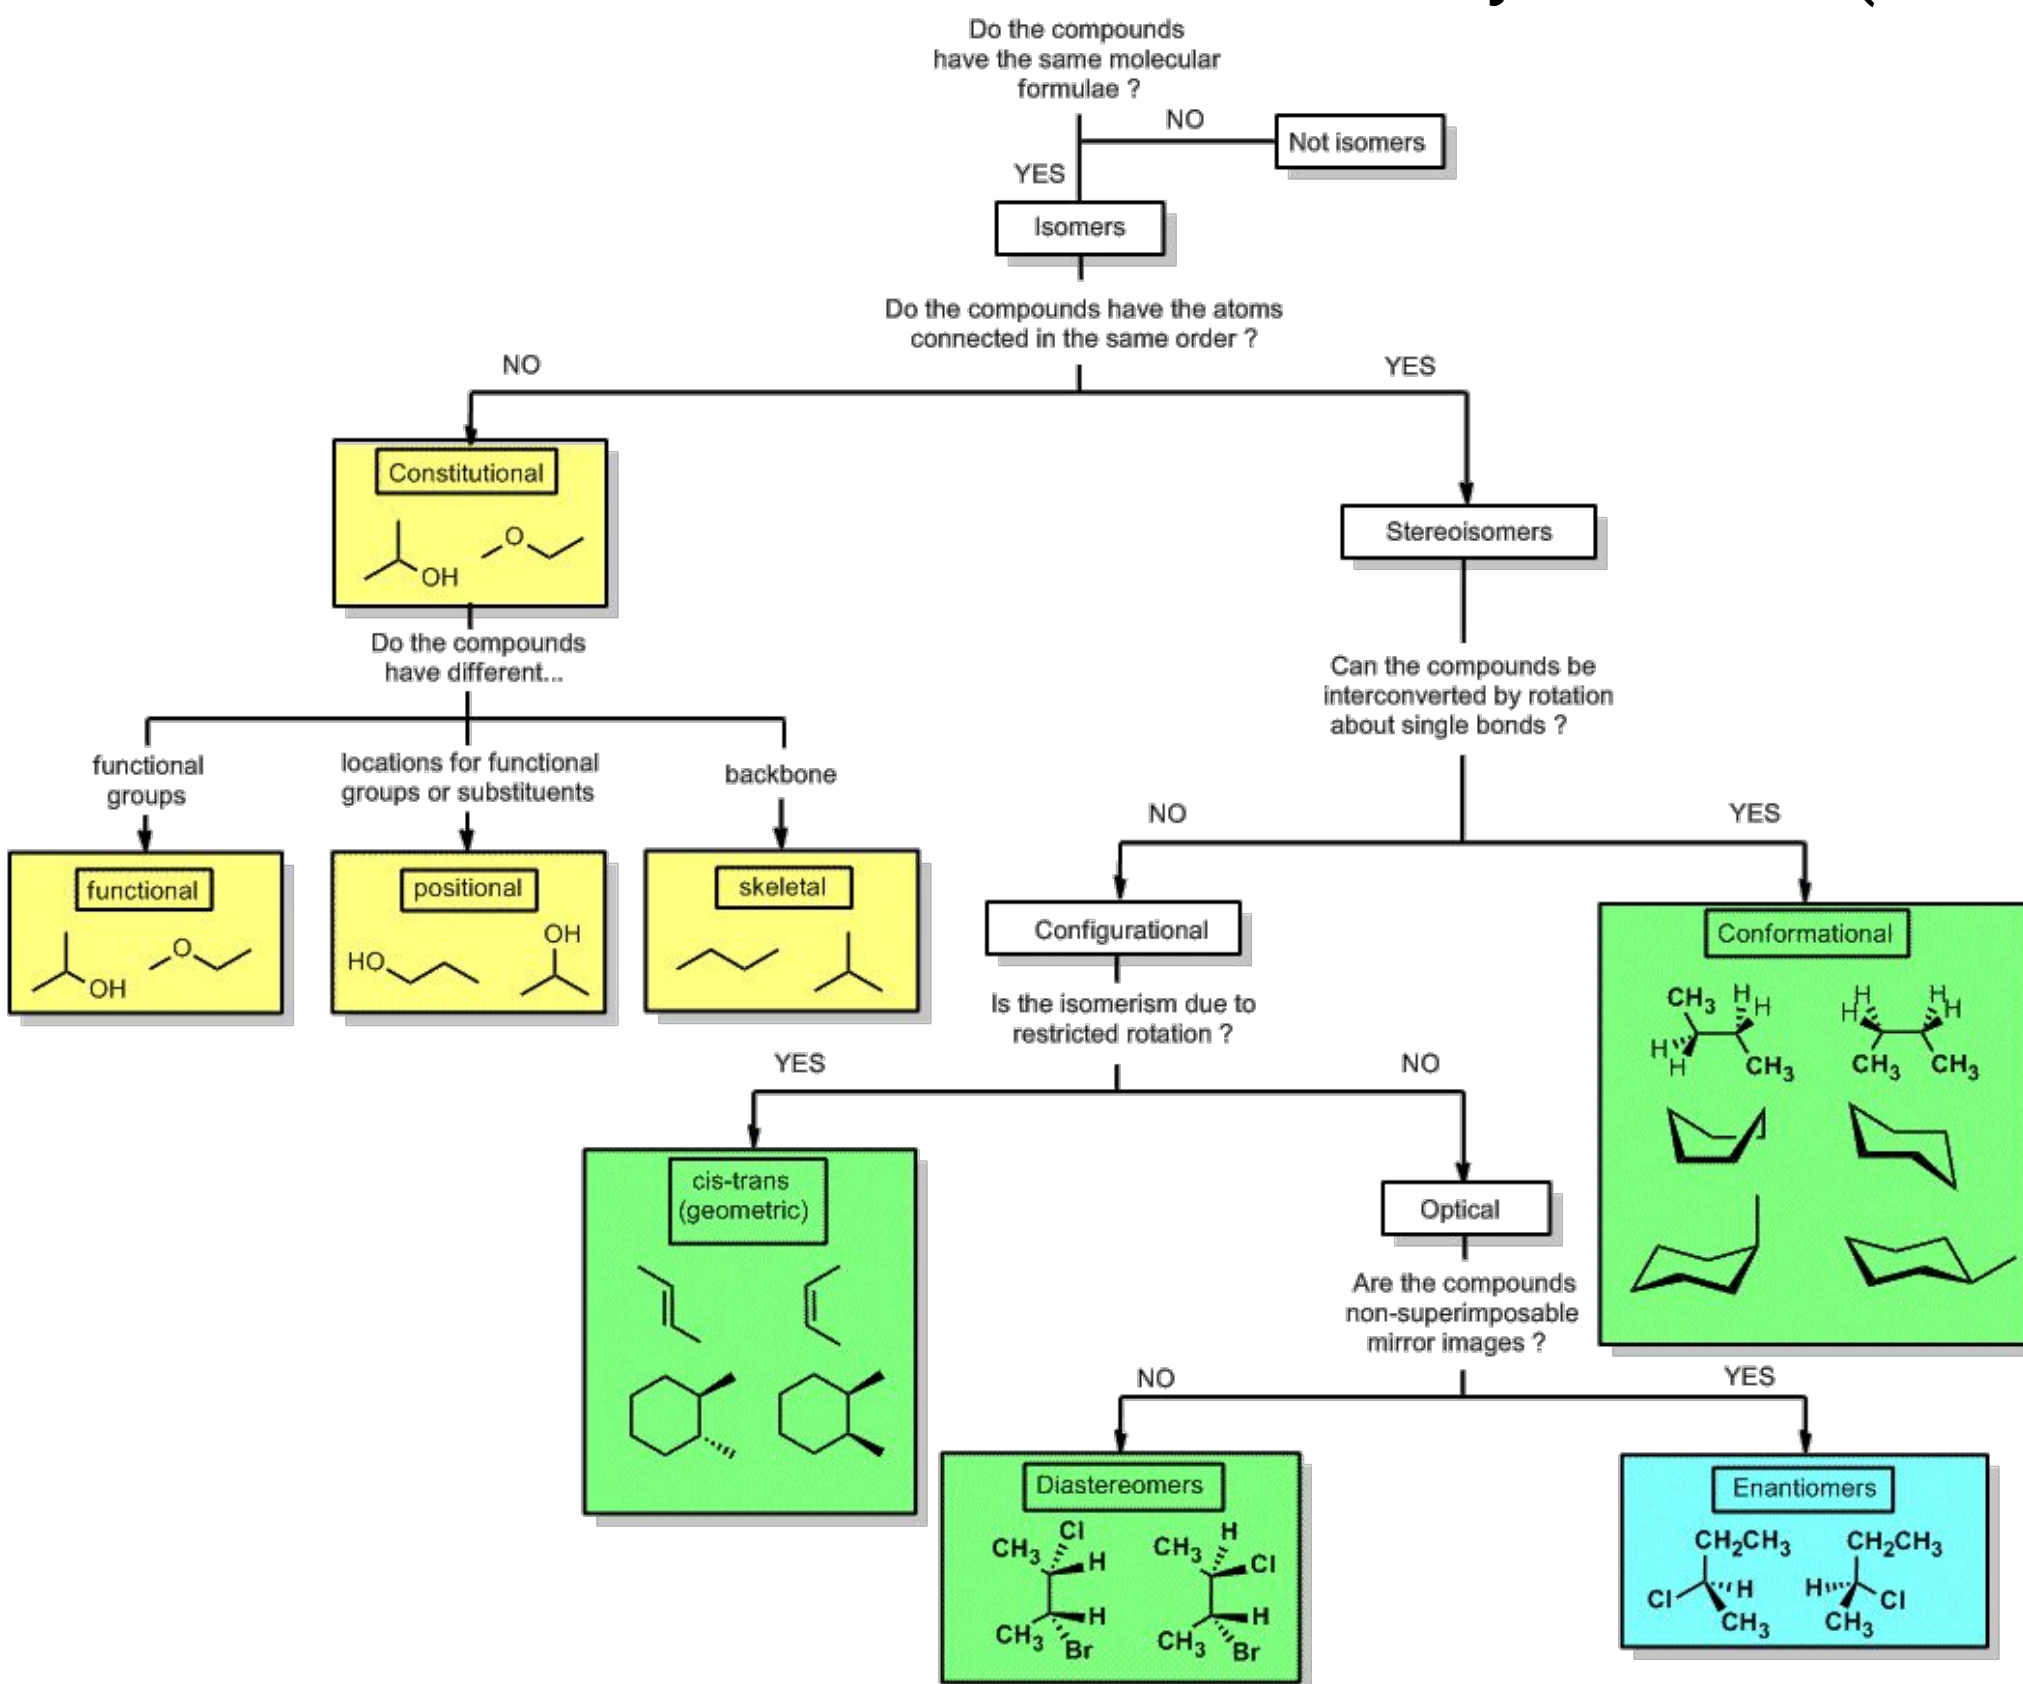 Do the compounds
have the same molecular
formulae ?
NO
Not isomers
YES
Isomers
Do the compounds have the atoms
connected in the same order ?
NO
YES
Constitutional
O
OH
Stereoisomers
Do the compounds
have different...
Can the compounds be
interconverted by rotation
about single bonds ?
functional
groups
locations for functional
groups or substituents
backbone
NO
YES
functional
O
OH
positional
HO
OH
skeletal
Configurational
Conformational
CH3 H H
H H CH3
H H H H
CH3 CH3
Is the isomerism due to
restricted rotation ?
YES
NO
cis-trans
(geometric)
Optical
Are the compounds
non-superimposable
mirror images ?
NO
YES
Diastereomers
Cl
CH3 H
H
CH3 Br
H
CH3 Cl
H
CH3 Br
Enantiomers
CH2CH3
Cl H
CH3
CH2CH3
H Cl
CH3